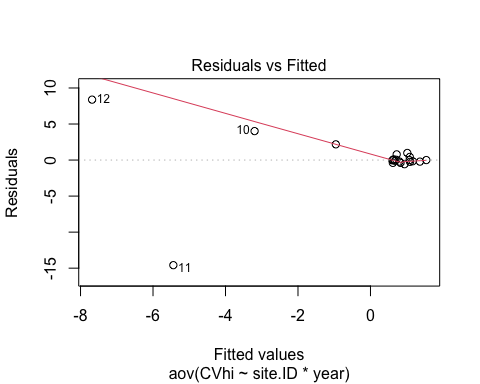 Residuals vs Fitted
10
5
0
-5
-15
Residuals
12
10
11
-8 -6 -4 -2 0
Fitted values
aov(CVhi ~ site.ID * year)